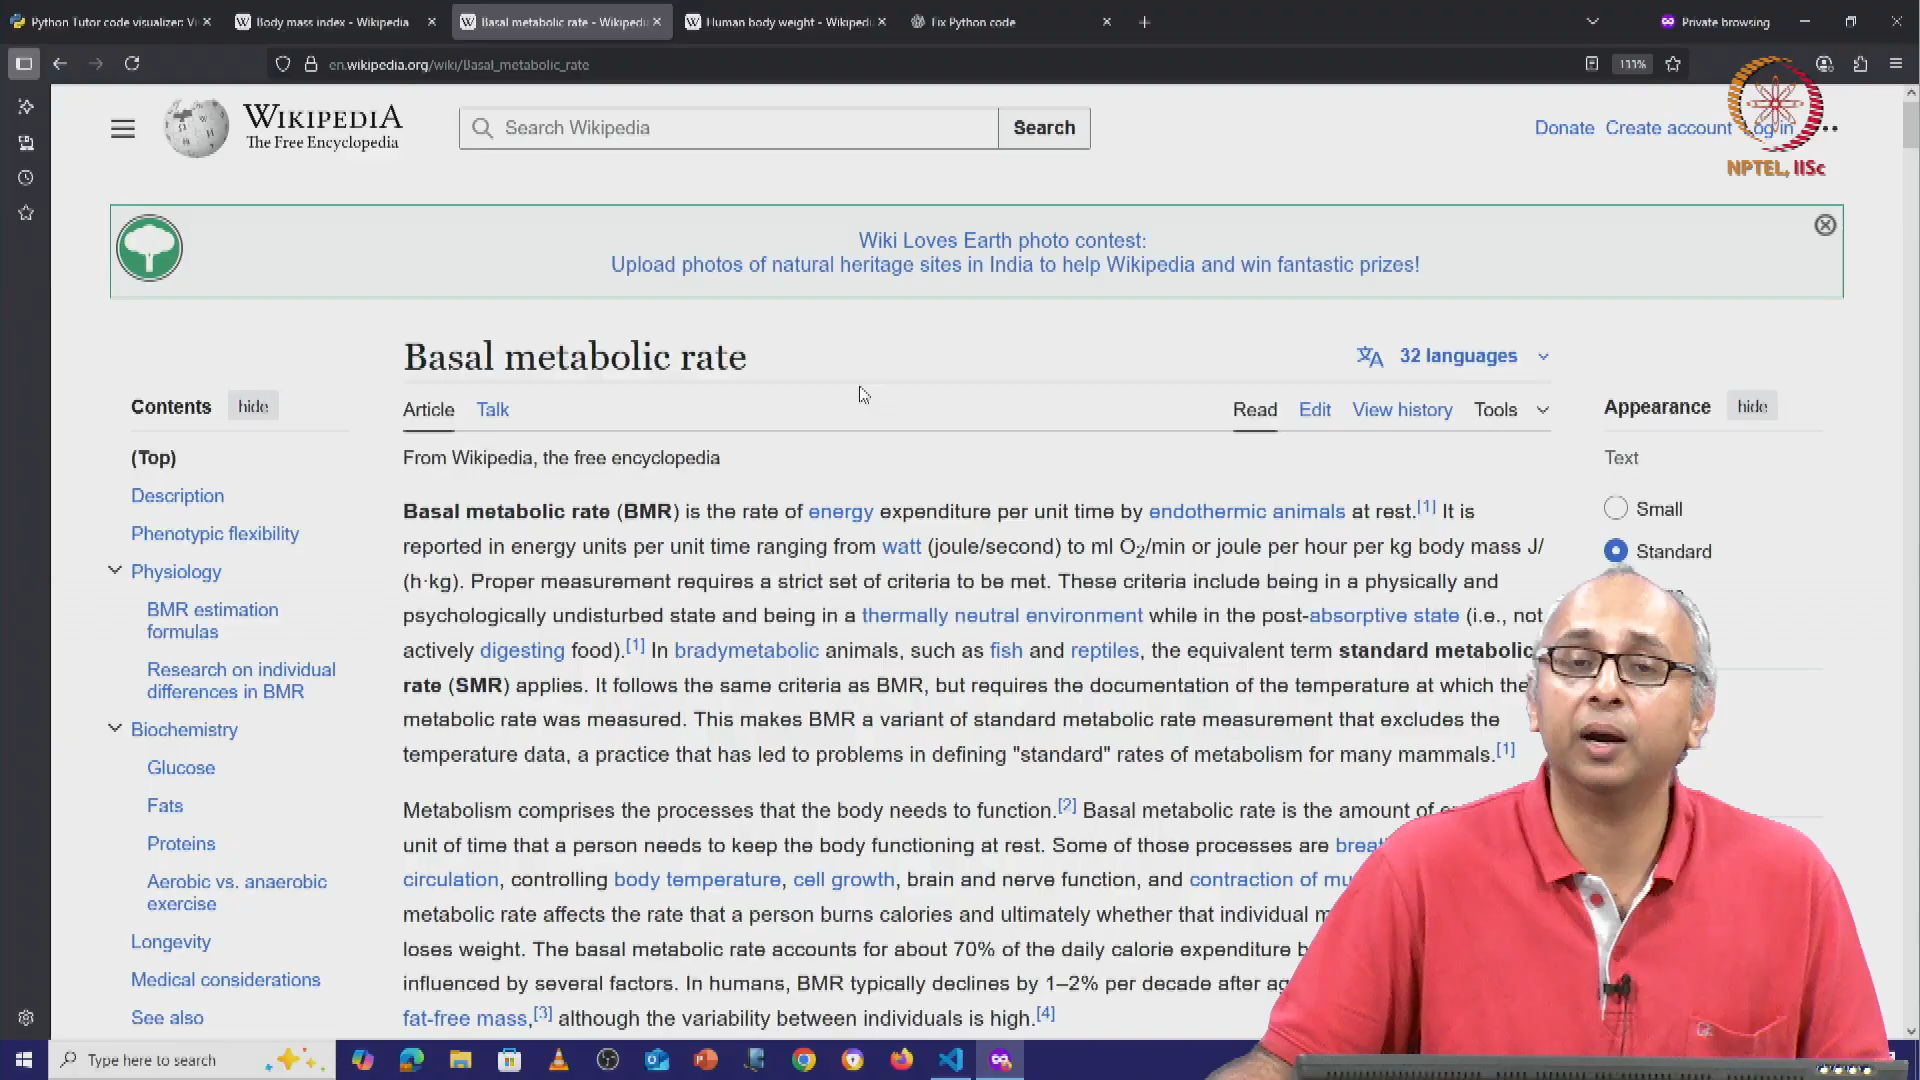 Python Tutor code visualizer: Vi
Body mass index - Wikipedia
Basal metabolic rate - Wikipedi
Human body weight - Wikipedi
Fix Python code
Private browsing
en.wikipedia.org/wiki/Basal_metabolic_rate
WIKIPEDIA
The Free Encyclopedia
Search Wikipedia
Search
Donate
Create account
Log in
NPTEL, IISc
Wiki Loves Earth photo contest:
Upload photos of natural heritage sites in India to help Wikipedia and win fantastic prizes!
Basal metabolic rate
32 languages
Contents
hide
Article
Talk
Read
Edit
View history
Tools
Appearance
hide
(Top)
Description
Phenotypic flexibility
Physiology
BMR estimation
formulas
Research on individual
differences in BMR
Biochemistry
Glucose
Fats
Proteins
Aerobic vs. anaerobic
exercise
Longevity
Medical considerations
See also
From Wikipedia, the free encyclopedia
Basal metabolic rate (BMR) is the rate of energy expenditure per unit time by endothermic animals at rest.[1] It is
reported in energy units per unit time ranging from watt (joule/second) to ml O2/min or joule per hour per kg body mass J/
(h·kg). Proper measurement requires a strict set of criteria to be met. These criteria include being in a physically and
psychologically undisturbed state and being in a thermally neutral environment while in the post-absorptive state (i.e., not
actively digesting food).[1] In bradymetabolic animals, such as fish and reptiles, the equivalent term standard metabolic
rate (SMR) applies. It follows the same criteria as BMR, but requires the documentation of the temperature at which the
metabolic rate was measured. This makes BMR a variant of standard metabolic rate measurement that excludes the
temperature data, a practice that has led to problems in defining "standard" rates of metabolism for many mammals.[1]
Metabolism comprises the processes that the body needs to function.[2] Basal metabolic rate is the amount of
unit of time that a person needs to keep the body functioning at rest. Some of those processes are
circulation, controlling body temperature, cell growth, brain and nerve function, and contraction of
metabolic rate affects the rate that a person burns calories and ultimately whether that individual
loses weight. The basal metabolic rate accounts for about 70% of the daily calorie expenditure
influenced by several factors. In humans, BMR typically declines by 1–2% per decade after
fat-free mass,[3] although the variability between individuals is high.[4]
Text
Small
Standard
Type here to search